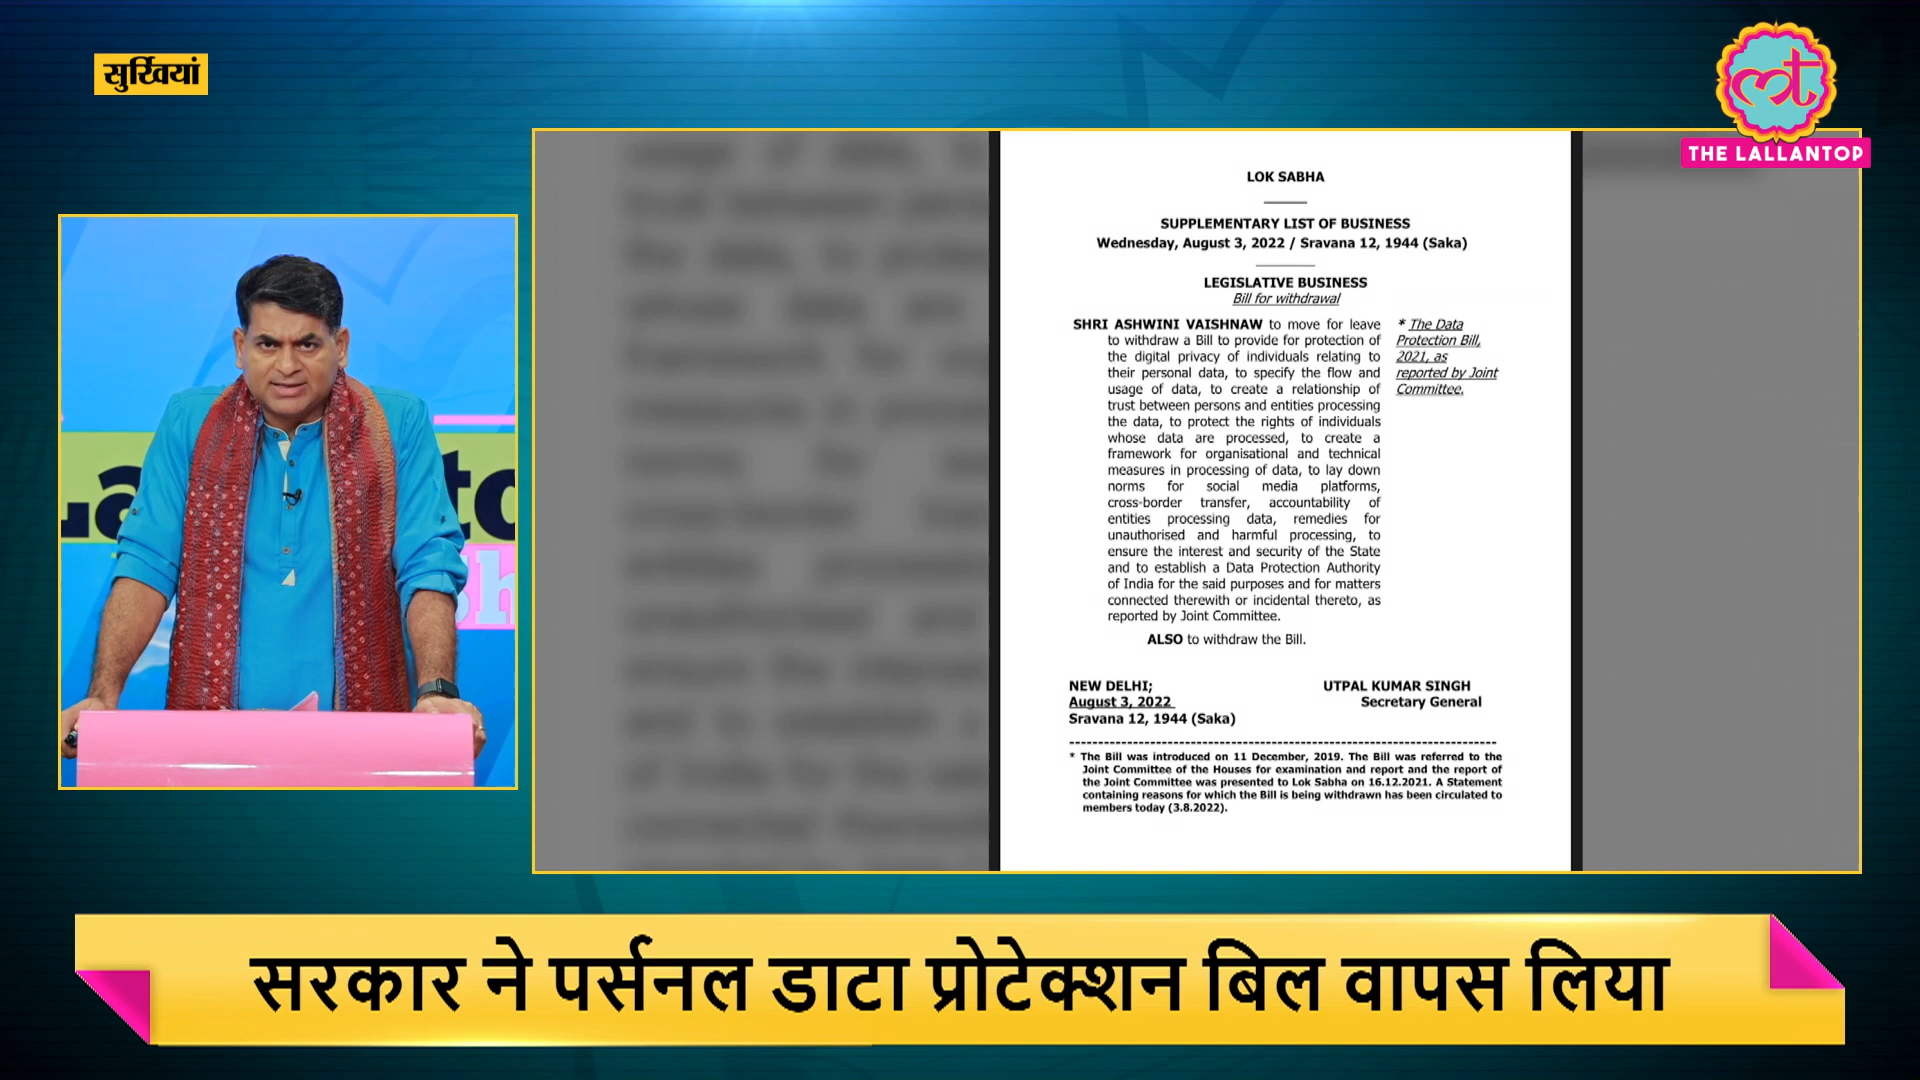 सुर्खियां
THE LALLANTOP
LOK SABHA
SUPPLEMENTARY LIST OF BUSINESS
Wednesday, August 3, 2022 / Sravana 12, 1944 (Saka)
LEGISLATIVE BUSINESS
Bill for withdrawal
SHRI ASHWINI VAISHNAW to move for leave
to withdraw a Bill to provide for protection of
the digital privacy of individuals relating to
their personal data, to specify the flow and
usage of data, to create a relationship of
trust between persons and entities processing
the data, to protect the rights of individuals
whose data are processed, to create a
framework for organisational and technical
measures in processing of data, to lay down
norms for social media platforms,
cross-border transfer, accountability of
entities processing data, remedies for
unauthorised and harmful processing, to
ensure the interest and security of the State
and to establish a Data Protection Authority
of India for the said purposes and for matters
connected therewith or incidental thereto, as
reported by Joint Committee.
* The Data
Protection Bill,
2021, as
reported by Joint
Committee.
ALSO to withdraw the Bill.
NEW DELHI;
August 3, 2022
Sravana 12, 1944 (Saka)
UTPAL KUMAR SINGH
Secretary General
* The Bill was introduced on 11 December, 2019. The Bill was referred to the
Joint Committee of the Houses for examination and report and the report of
the Joint Committee was presented to Lok Sabha on 16.12.2021. A Statement
containing reasons for which the Bill is being withdrawn has been circulated to
members today (3.8.2022).
सरकार ने पर्सनल डाटा प्रोटेक्शन बिल वापस लिया